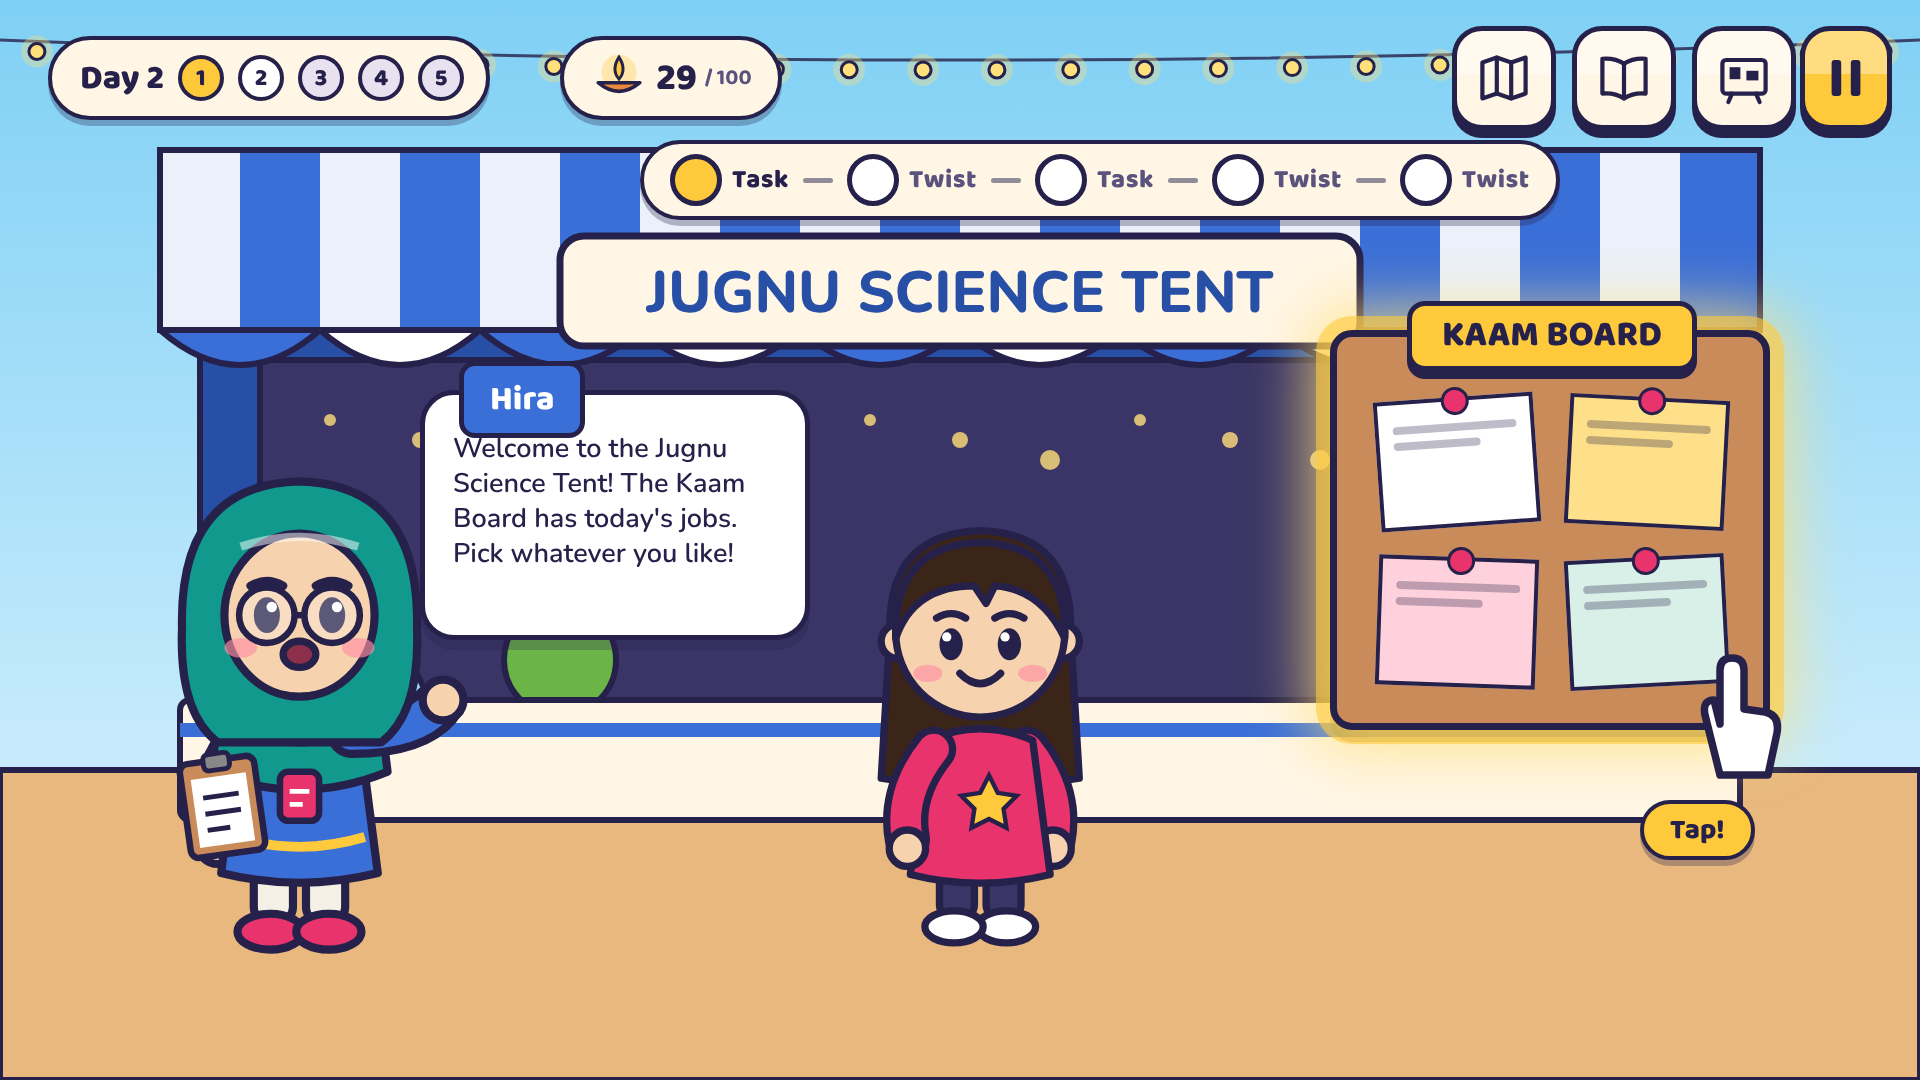 Day 2 1 2 3 4 5
29 / 100
Task Twist Task Twist Twist
JUGNU SCIENCE TENT
KAAM BOARD
Hira
Welcome to the Jugnu
Science Tent! The Kaam
Board has today's jobs.
Pick whatever you like!
Tap!